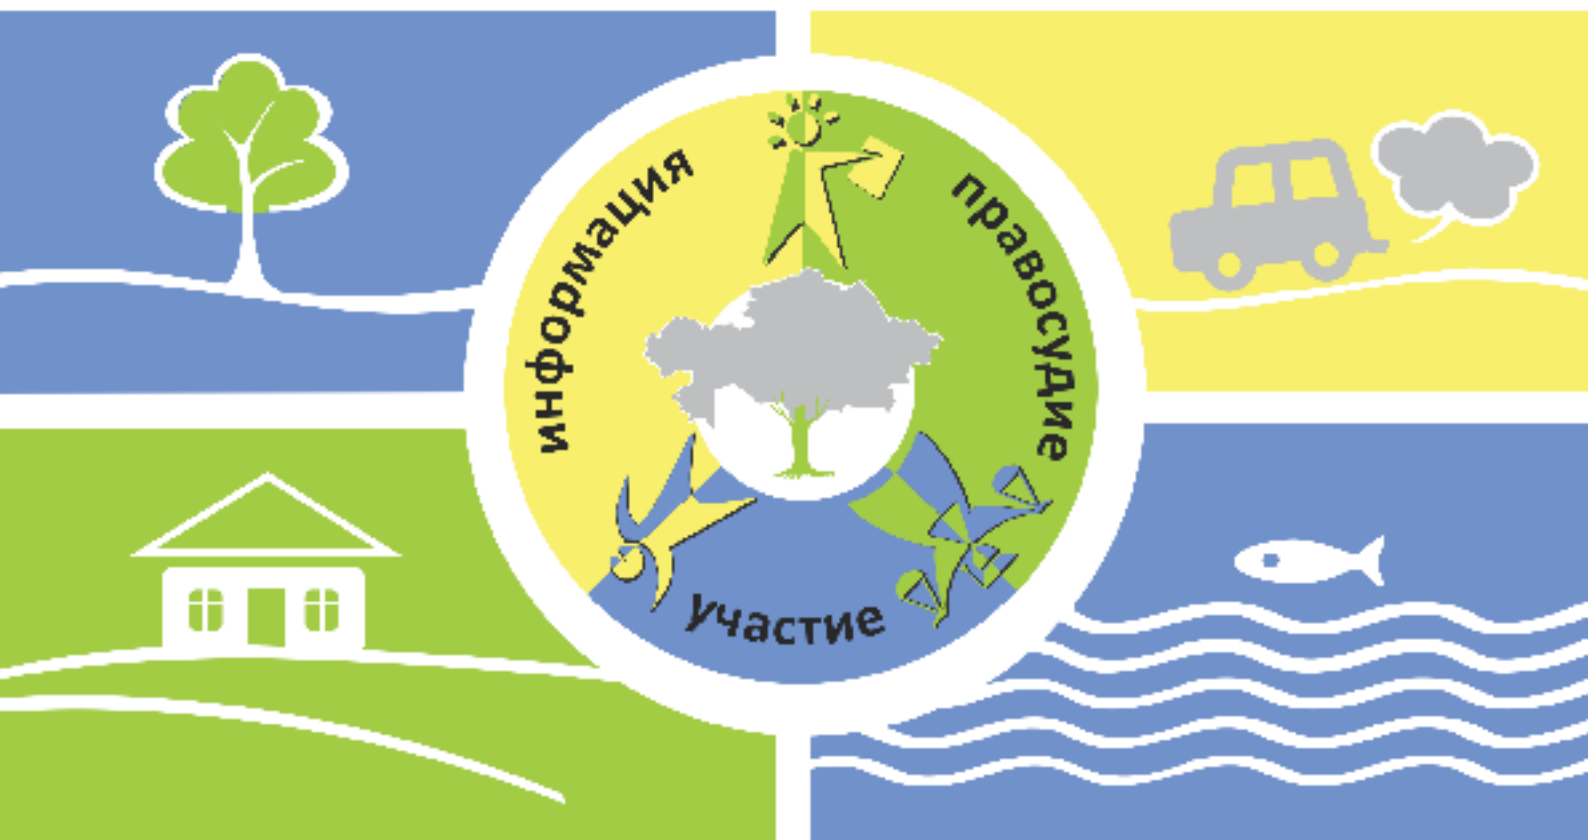 информация
правосудие
участие